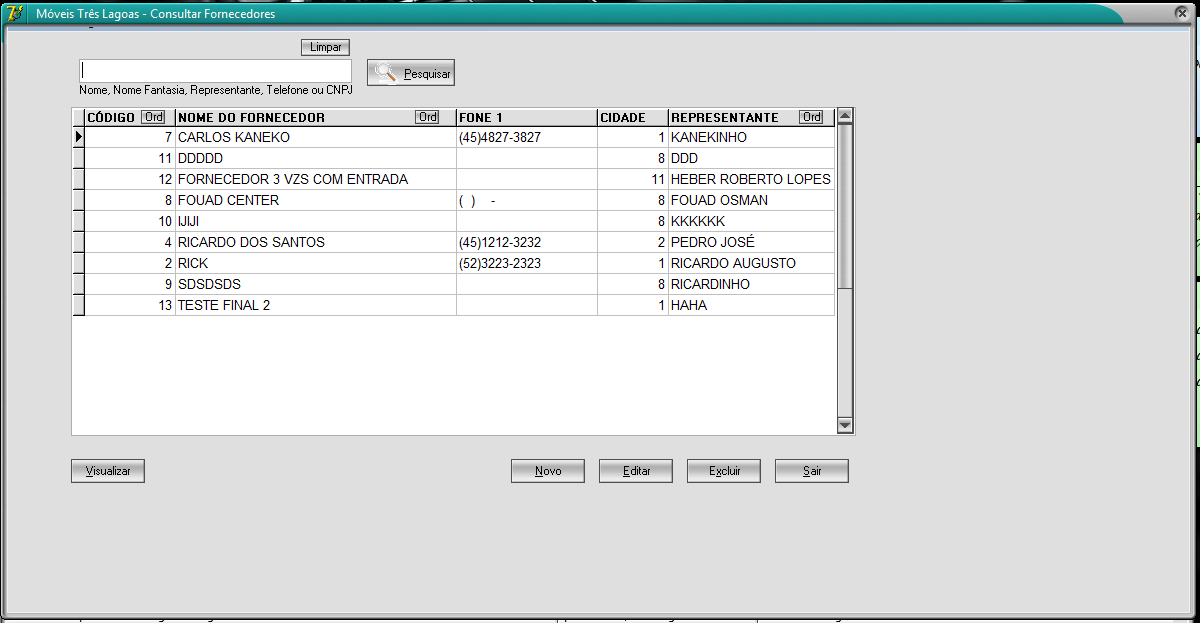 Móveis Três Lagoas - Consultar Fornecedores
Limpar
Pesquisar
Nome, Nome Fantasia, Representante, Telefone ou CNPJ
CÓDIGO Ord NOME DO FORNECEDOR Ord FONE 1 CIDADE REPRESENTANTE Ord
7 CARLOS KANEKO (45)4827-3827 1 KANEKINHO
11 DDDDD 8 DDD
12 FORNECEDOR 3 VZS COM ENTRADA 11 HEBER ROBERTO LOPES
8 FOUAD CENTER ( ) - 8 FOUAD OSMAN
10 IJIJI 8 KKKKKK
4 RICARDO DOS SANTOS (45)1212-3232 2 PEDRO JOSÉ
2 RICK (52)3223-2323 1 RICARDO AUGUSTO
9 SDSDSDS 8 RICARDINHO
13 TESTE FINAL 2 1 HAHA
Visualizar Novo Editar Excluir Sair